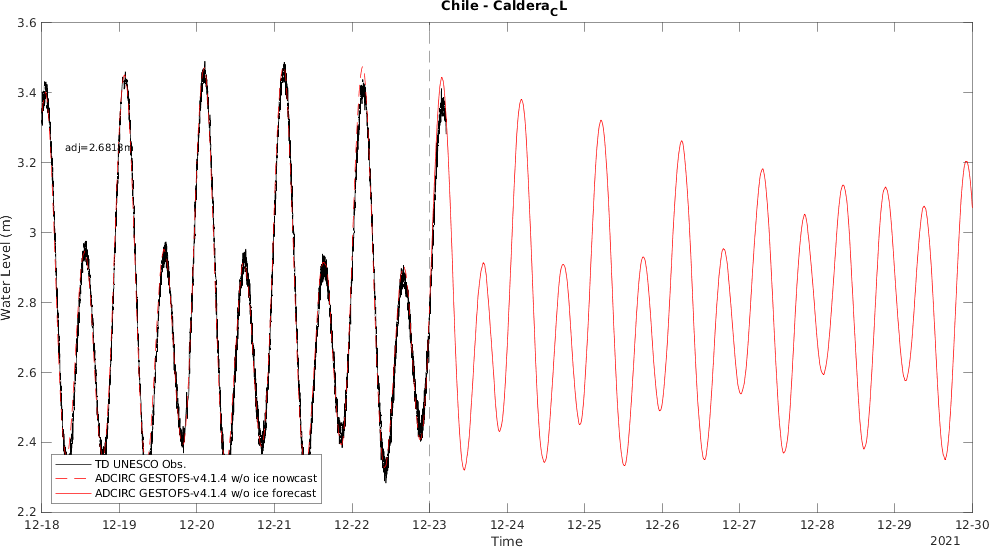 Chile - Caldera_CL
3.6
3.4
3.2
3
2.8
2.6
2.4
2.2
Water Level (m)
adj=2.6818m
TD UNESCO Obs.
ADCIRC GESTOFS-v4.1.4 w/o ice nowcast
ADCIRC GESTOFS-v4.1.4 w/o ice forecast
12-18 12-19 12-20 12-21 12-22 12-23 12-24 12-25 12-26 12-27 12-28 12-29 12-30
Time
2021